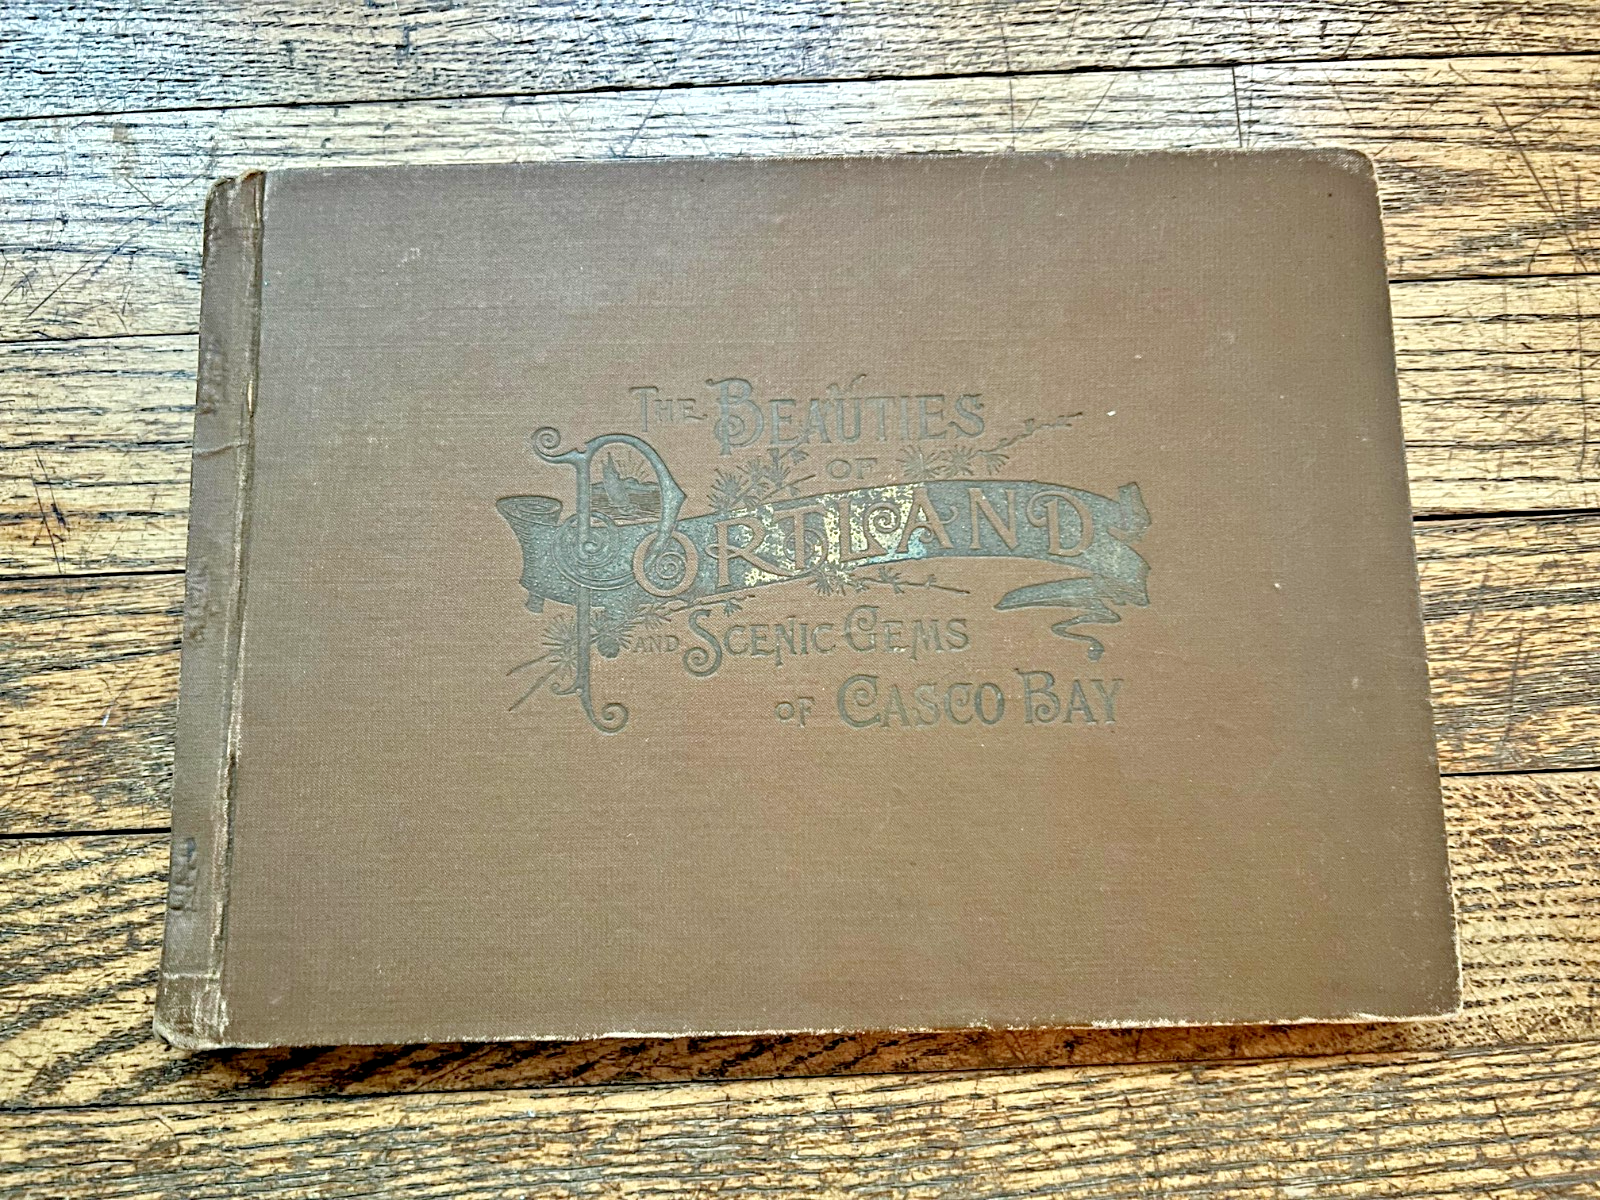 The Beauties
of
Portland
and Scenic Gems
of Casco Bay